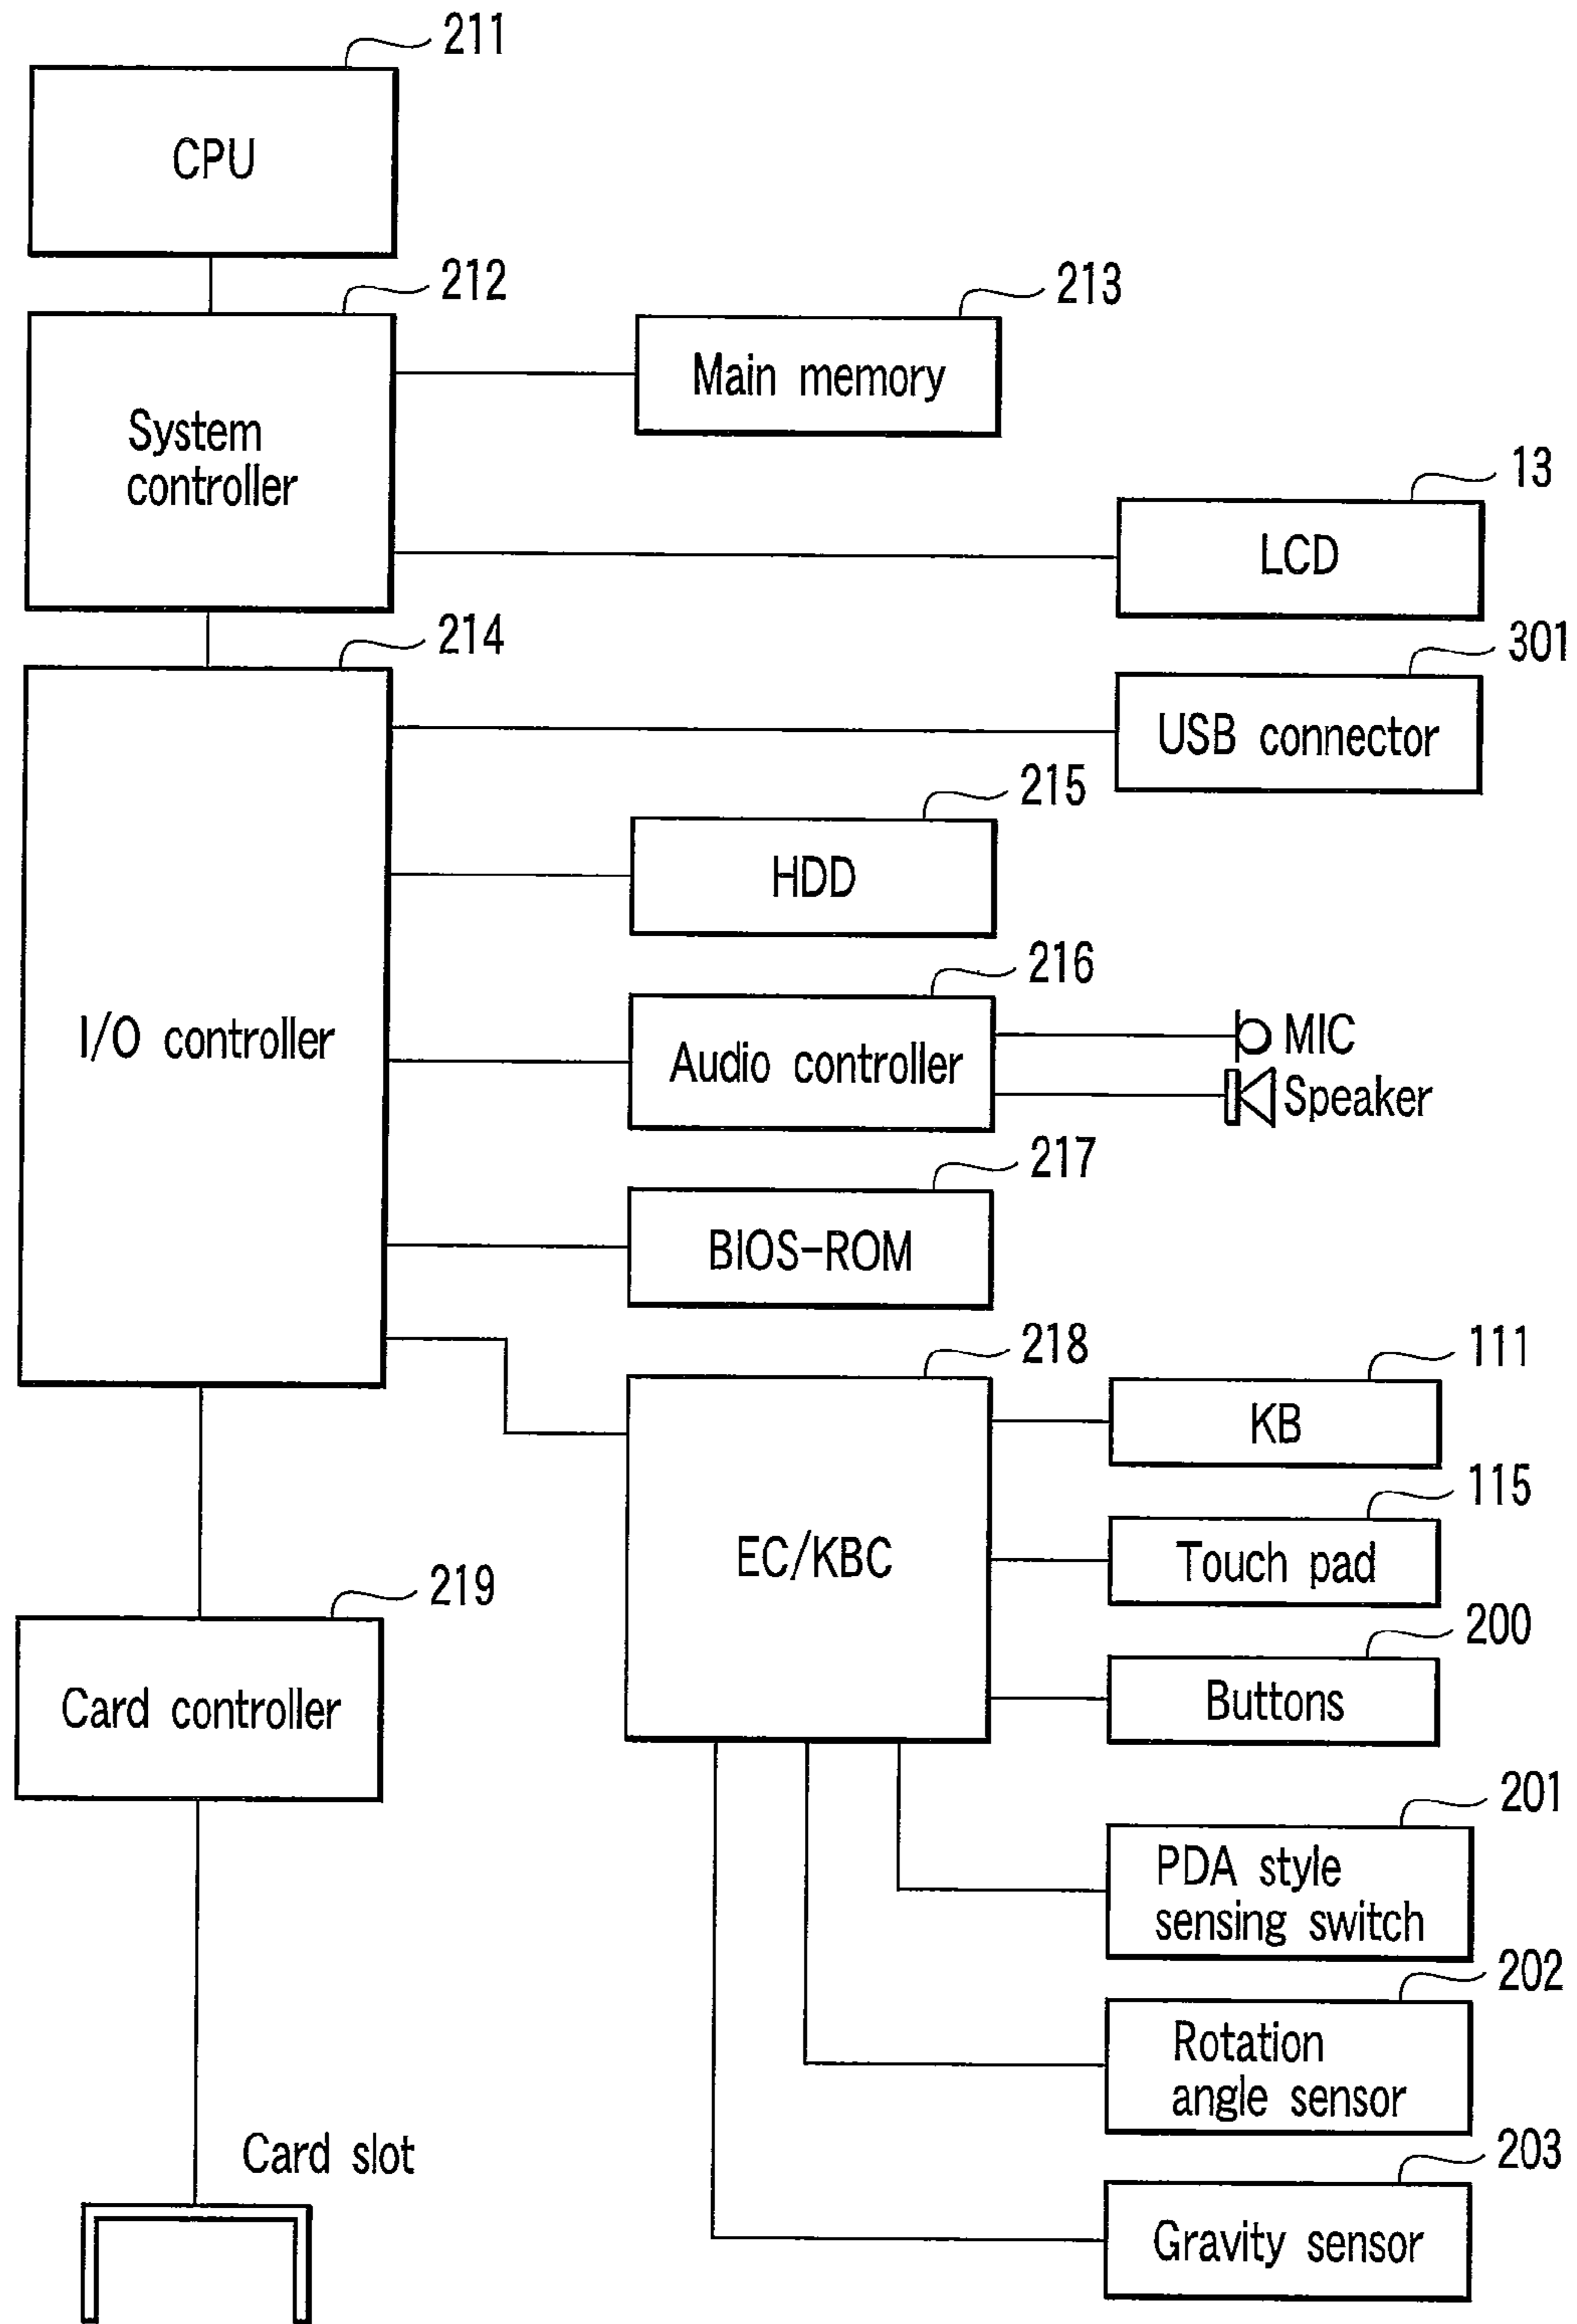 211
CPU
212
213
Main memory
System
controller
13
LCD
214
301
USB connector
215
HDD
216
I/O controller
Audio controller
MIC
Speaker
217
BIOS-ROM
218
111
KB
115
EC/KBC
Touch pad
219
200
Card controller
Buttons
201
PDA style
sensing switch
202
Rotation
angle sensor
Card slot
203
Gravity sensor